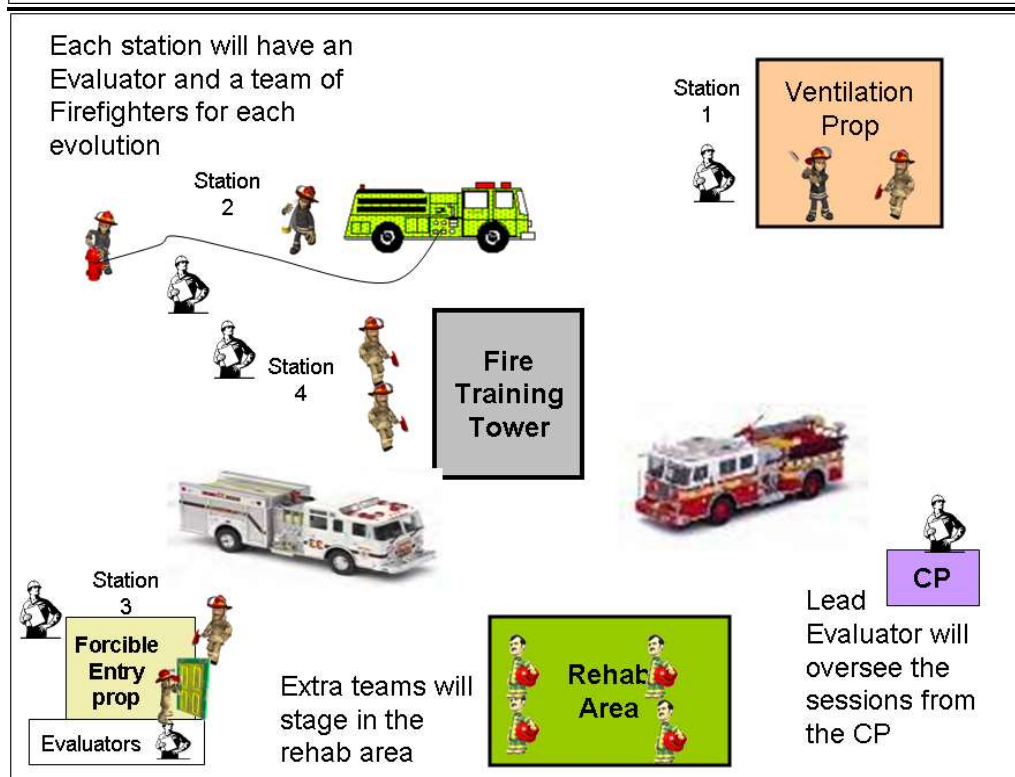 Each station will have an
Evaluator and a team of
Firefighters for each
evolution
Station
1
Ventilation
Prop
Station
2
Station
4
Fire
Training
Tower
Station
3
Forcible
Entry
prop
Evaluators
Extra teams will
stage in the
rehab area
Rehab
Area
CP
Lead
Evaluator will
oversee the
sessions from
the CP